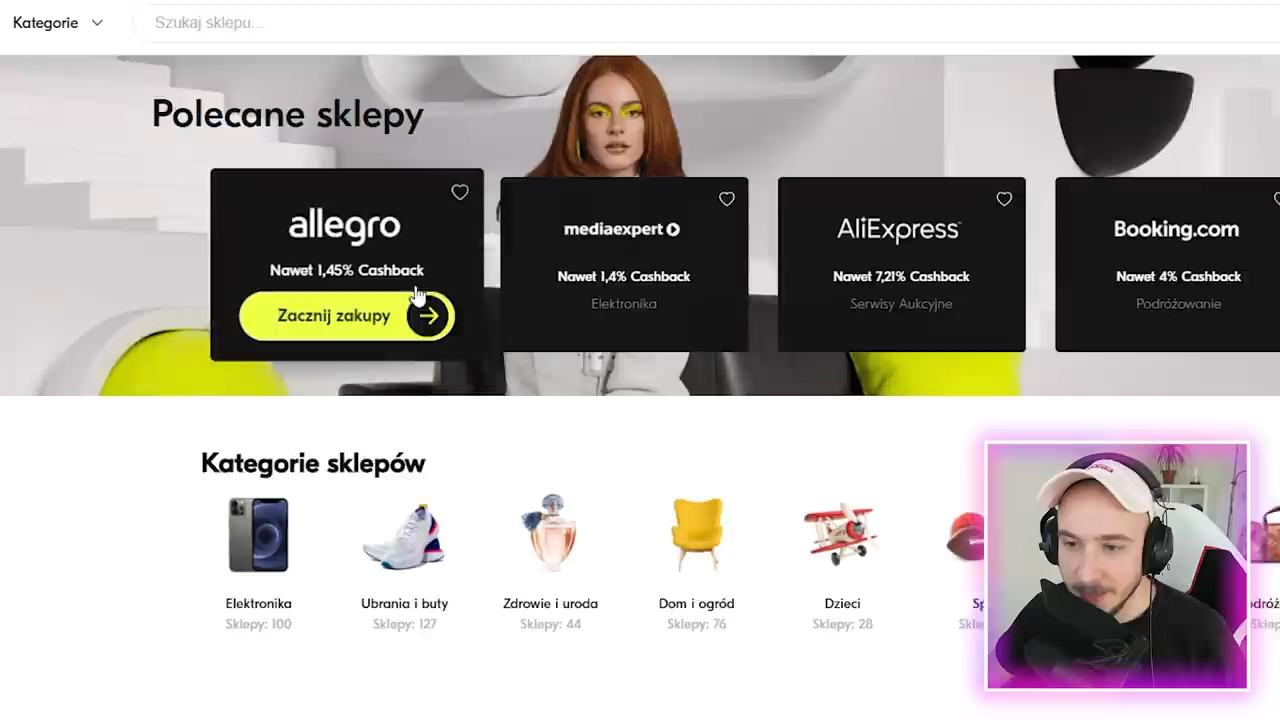 Kategorie
Szukaj sklepu...
Polecane sklepy
allegro
Nawet 1,45% Cashback
Zacznij zakupy
mediaexpert
Nawet 1,4% Cashback
Elektronika
AliExpress
Nawet 7,21% Cashback
Serwisy Aukcyjne
Booking.com
Nawet 4% Cashback
Podróżowanie
Kategorie sklepów
Elektronika
Sklepy: 100
Ubrania i buty
Sklepy: 127
Zdrowie i uroda
Sklepy: 44
Dom i ogród
Sklepy: 76
Dzieci
Sklepy: 28